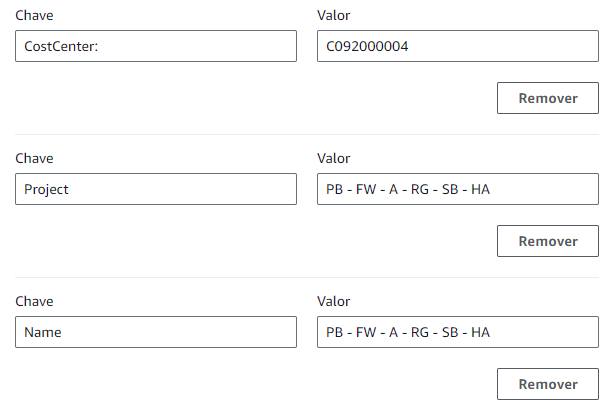 Chave Valor
CostCenter: C092000004
Remover
Chave Valor
Project PB - FW - A - RG - SB - HA
Remover
Chave Valor
Name PB - FW - A - RG - SB - HA
Remover